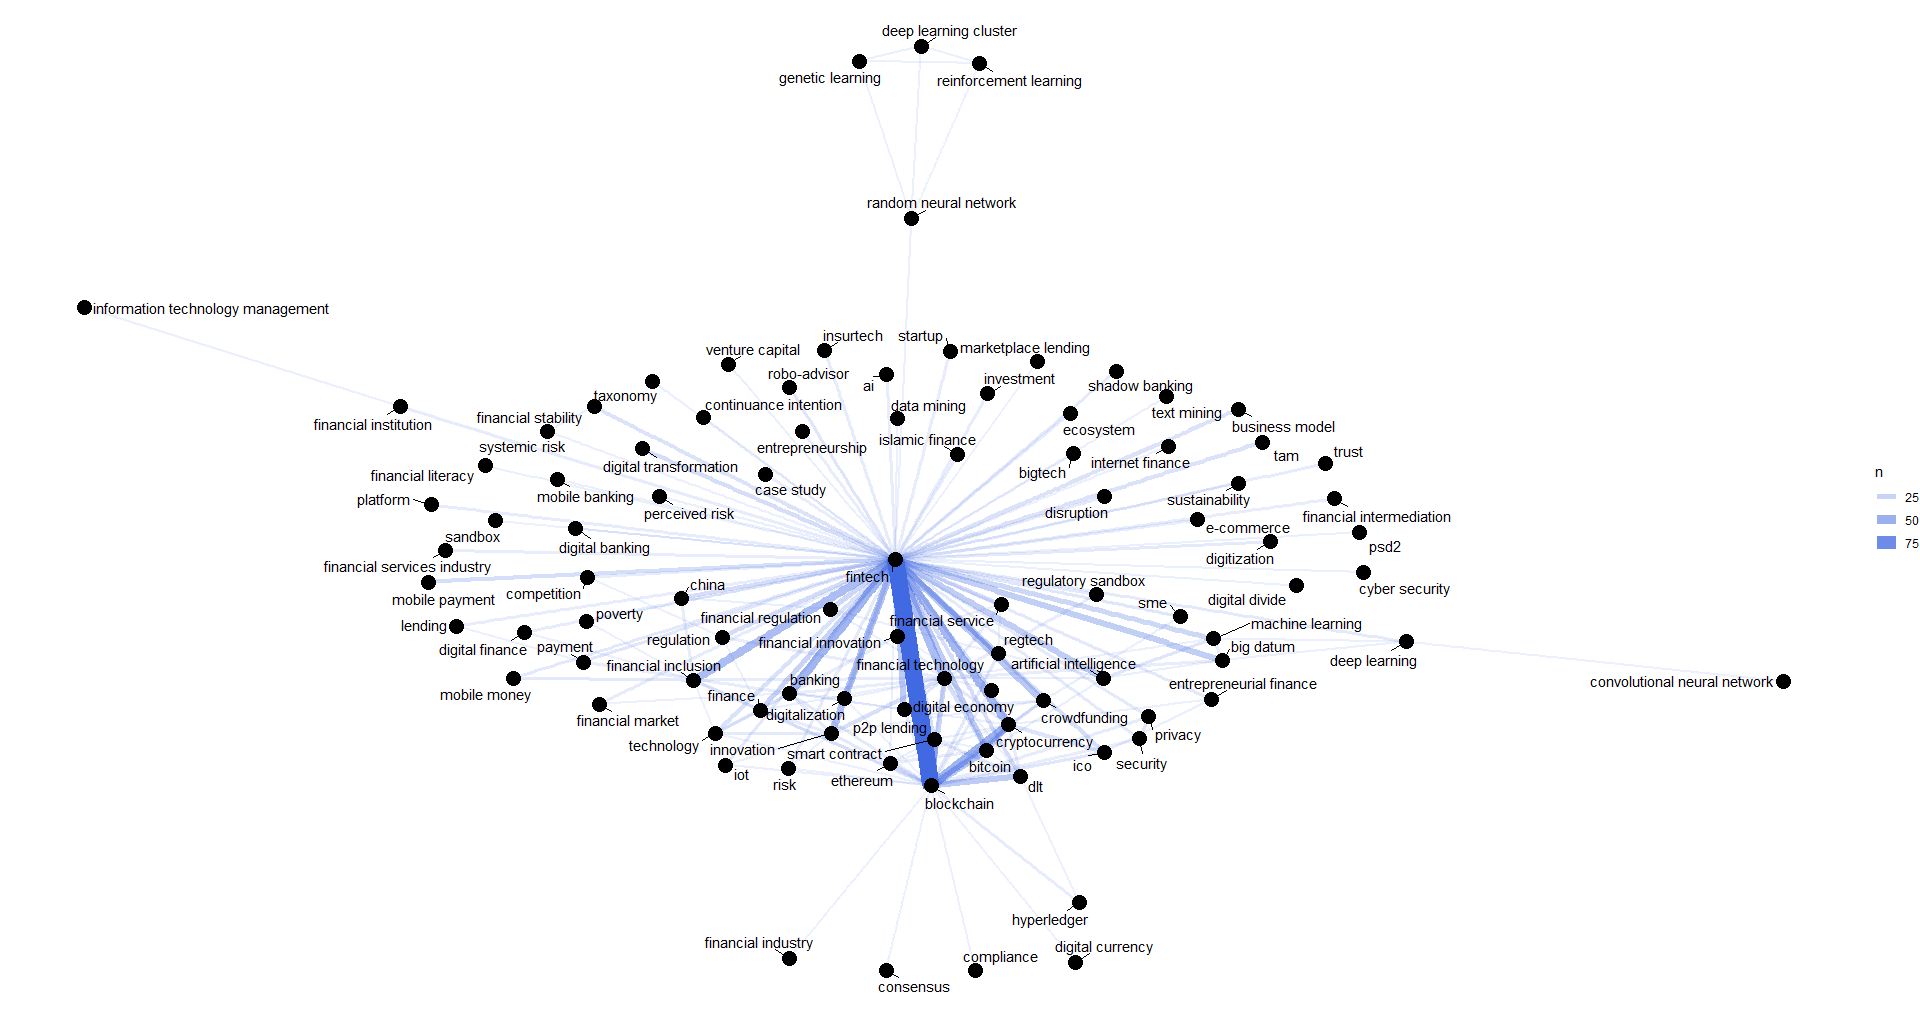 deep learning cluster
genetic learning
reinforcement learning
random neural network
information technology management
insurtech
startup
venture capital
marketplace lending
robo-advisor
ai
investment
shadow banking
taxonomy
continuance intention
data mining
text mining
financial stability
financial institution
ecosystem
business model
islamic finance
systemic risk
entrepreneurship
trust
tam
internet finance
digital transformation
bigtech
financial literacy
case study
mobile banking
platform
sustainability
perceived risk
disruption
financial intermediation
e-commerce
sandbox
digital banking
psd2
digitization
financial services industry
fintech
regulatory sandbox
china
cyber security
competition
mobile payment
digital divide
sme
poverty
financial regulation
financial service
machine learning
lending
regulation
financial innovation
regtech
payment
big datum
digital finance
deep learning
financial inclusion
financial technology
artificial intelligence
banking
convolutional neural network
entrepreneurial finance
mobile money
finance
digital economy
digitalization
crowdfunding
financial market
p2p lending
privacy
cryptocurrency
technology
innovation
smart contract
bitcoin
ico
security
iot
risk
ethereum
dlt
blockchain
hyperledger
financial industry
digital currency
compliance
consensus
n
25
50
75